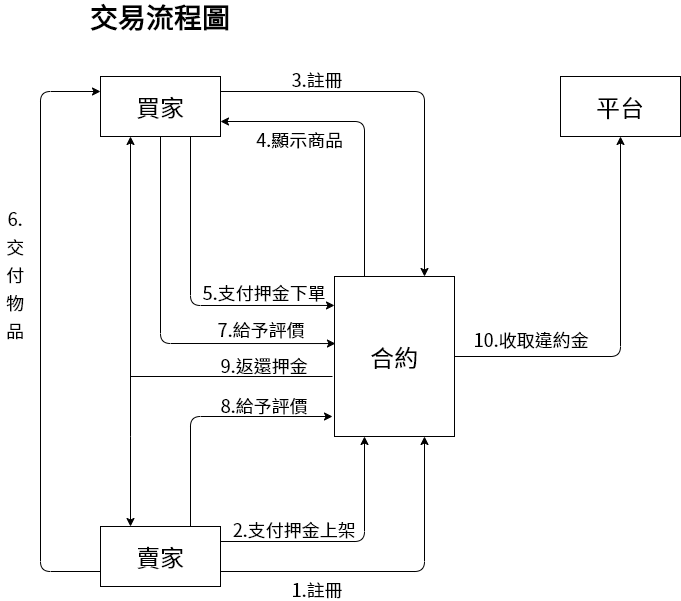 交易流程圖
3.註冊
買家
平台
4.顯示商品
6.
交
付
物
品
5.支付押金下單
7.給予評價
合約
10.收取違約金
9.返還押金
8.給予評價
2.支付押金上架
賣家
1.註冊